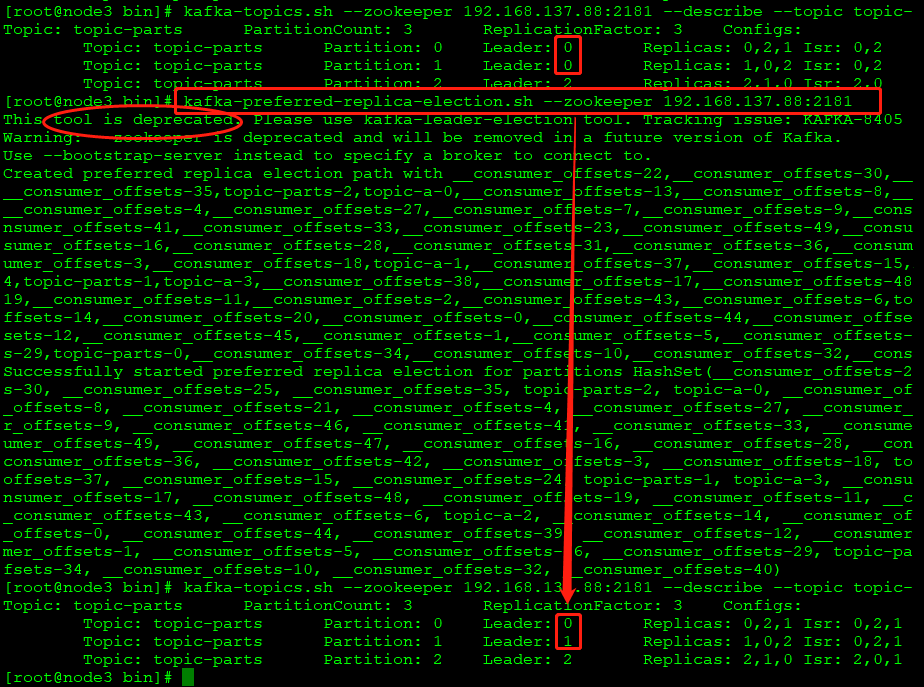 [root@node3 bin]# kafka-topics.sh --zookeeper 192.168.137.88:2181 --describe --topic topic-
Topic: topic-parts PartitionCount: 3 ReplicationFactor: 3 Configs:
Topic: topic-parts Partition: 0 Leader: 0 Replicas: 0,2,1 Isr: 0,2
Topic: topic-parts Partition: 1 Leader: 0 Replicas: 1,0,2 Isr: 0,2
Topic: topic-parts Partition: 2 Leader: 2 Replicas: 2,1,0 Isr: 2,0
[root@node3 bin]# kafka-preferred-replica-election.sh --zookeeper 192.168.137.88:2181
This tool is deprecated. Please use kafka-leader-election tool. Tracking issue: KAFKA-8405
Warning: --zookeeper is deprecated and will be removed in a future version of Kafka.
Use --bootstrap-server instead to specify a broker to connect to.
Created preferred replica election path with __consumer_offsets-22,__consumer_offsets-30,__
__consumer_offsets-35,topic-parts-2,topic-a-0,__consumer_offsets-13,__consumer_offsets-8,__
__consumer_offsets-4,__consumer_offsets-27,__consumer_offsets-7,__consumer_offsets-9,__cons
nsumer_offsets-41,__consumer_offsets-33,__consumer_offsets-23,__consumer_offsets-49,__consu
sumer_offsets-16,__consumer_offsets-28,__consumer_offsets-31,__consumer_offsets-36,__consum
umer_offsets-3,__consumer_offsets-18,topic-a-1,__consumer_offsets-37,__consumer_offsets-15,
4,topic-parts-1,topic-a-3,__consumer_offsets-38,__consumer_offsets-17,__consumer_offsets-48
19,__consumer_offsets-11,__consumer_offsets-2,__consumer_offsets-43,__consumer_offsets-6,to
ffsets-14,__consumer_offsets-20,__consumer_offsets-0,__consumer_offsets-44,__consumer_offse
sets-12,__consumer_offsets-45,__consumer_offsets-1,__consumer_offsets-5,__consumer_offsets-
s-29,topic-parts-0,__consumer_offsets-34,__consumer_offsets-10,__consumer_offsets-32,__cons
Successfully started preferred replica election for partitions HashSet(__consumer_offsets-2
s-30, __consumer_offsets-25, __consumer_offsets-35, topic-parts-2, topic-a-0, __consumer_of
_offsets-8, __consumer_offsets-21, __consumer_offsets-4, __consumer_offsets-27, __consumer_
r_offsets-9, __consumer_offsets-46, __consumer_offsets-41, __consumer_offsets-33, __consume
umer_offsets-49, __consumer_offsets-47, __consumer_offsets-16, __consumer_offsets-28, __con
consumer_offsets-36, __consumer_offsets-42, __consumer_offsets-3, __consumer_offsets-18, to
offsets-37, __consumer_offsets-15, __consumer_offsets-24, topic-parts-1, topic-a-3, __consu
nsumer_offsets-17, __consumer_offsets-48, __consumer_offsets-19, __consumer_offsets-11, __c
_consumer_offsets-43, __consumer_offsets-6, topic-a-2, __consumer_offsets-14, __consumer_of
_offsets-0, __consumer_offsets-44, __consumer_offsets-39, __consumer_offsets-12, __consumer
mer_offsets-1, __consumer_offsets-5, __consumer_offsets- __consumer_offsets-29, topic-pa
fsets-34, __consumer_offsets-10, __consumer_offsets-32, __consumer_offsets-40)
[root@node3 bin]# kafka-topics.sh --zookeeper 192.168.137.88:2181 --describe --topic topic-
Topic: topic-parts PartitionCount: 3 ReplicationFactor: 3 Configs:
Topic: topic-parts Partition: 0 Leader: 0 Replicas: 0,2,1 Isr: 0,2,1
Topic: topic-parts Partition: 1 Leader: 1 Replicas: 1,0,2 Isr: 0,2,1
Topic: topic-parts Partition: 2 Leader: 2 Replicas: 2,1,0 Isr: 2,0,1
[root@node3 bin]#